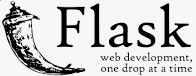 Flask
web development,
one drop at a time